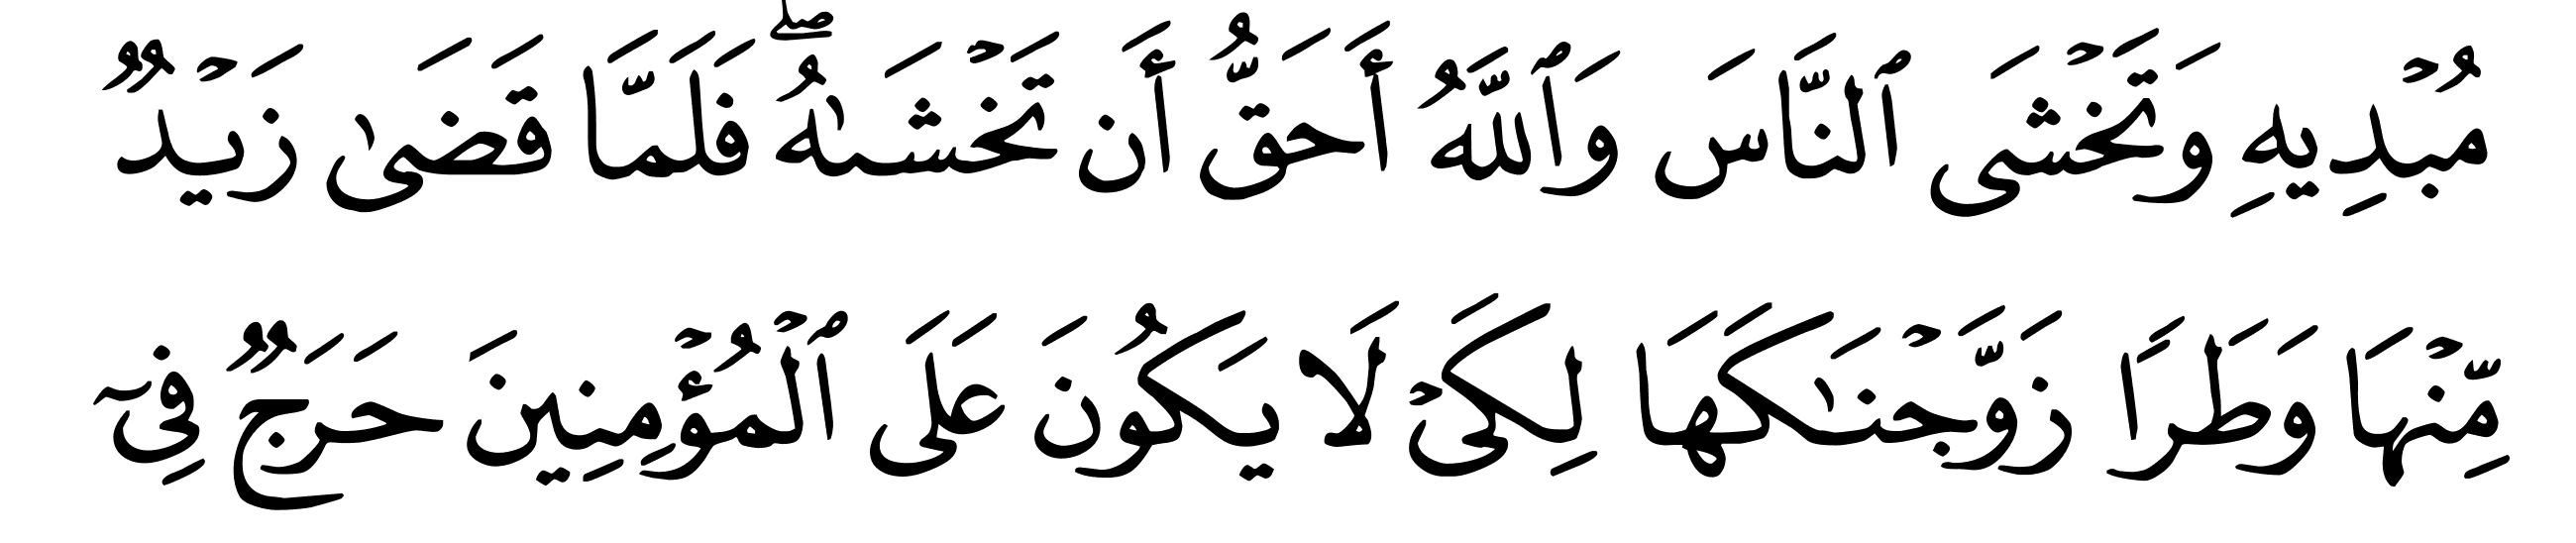 مُبۡدِيهِ وَتَخۡشَى ٱلنَّاسَ وَٱللَّهُ أَحَقُّ أَن تَخۡشَىٰهُۖ فَلَمَّا قَضَىٰ زَيۡدٞ
مِّنۡهَا وَطَرٗا زَوَّجۡنَٰكَهَا لِكَيۡ لَا يَكُونَ عَلَى ٱلۡمُؤۡمِنِينَ حَرَجٞ فِيٓ